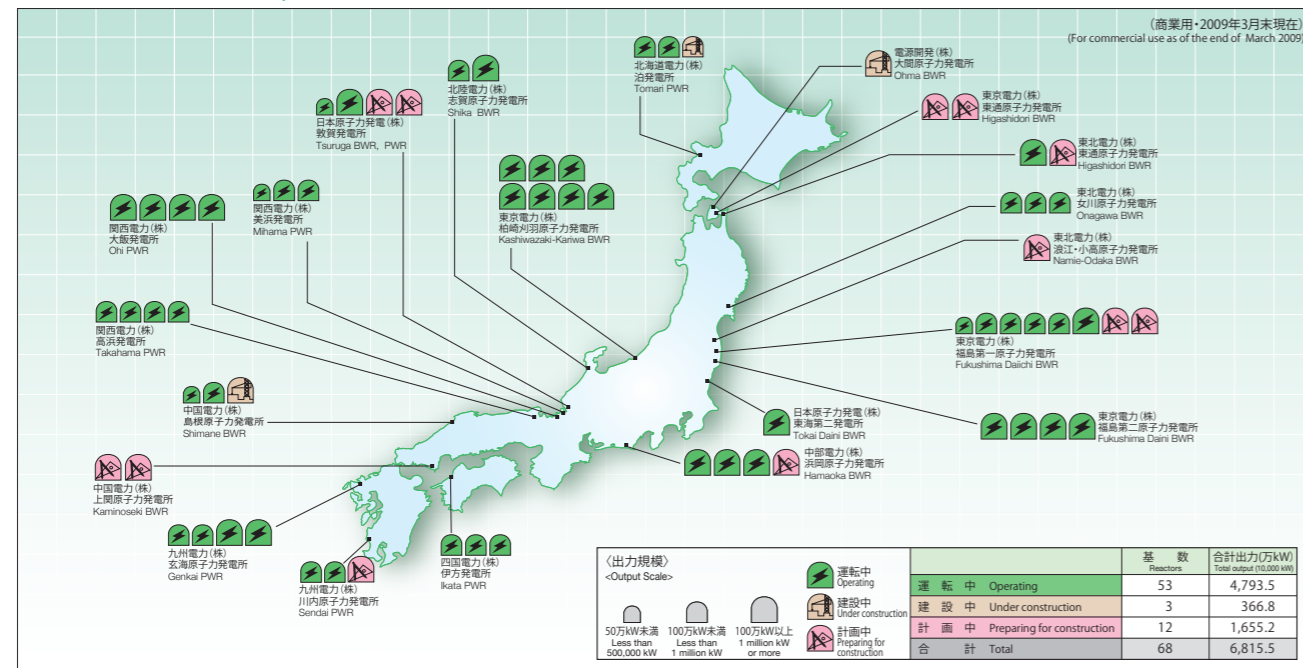 （商業用・2009年3月末現在）
(For commercial use as of the end of March 2009)
北海道電力（株）
泊発電所
Tomari PWR
電源開発（株）
大間原子力発電所
Ohma BWR
北陸電力（株）
志賀原子力発電所
Shika BWR
東京電力（株）
東通原子力発電所
Higashidori BWR
日本原子力発電（株）
敦賀発電所
Tsuruga BWR, PWR
東北電力（株）
東通原子力発電所
Higashidori BWR
関西電力（株）
美浜発電所
Mihama PWR
東北電力（株）
女川原子力発電所
Onagawa BWR
関西電力（株）
大飯発電所
Ohi PWR
東京電力（株）
柏崎刈羽原子力発電所
Kashiwazaki-Kariwa BWR
東北電力（株）
浪江・小高原子力発電所
Namie-Odaka BWR
関西電力（株）
高浜発電所
Takahama PWR
東京電力（株）
福島第一原子力発電所
Fukushima Daiichi BWR
中国電力（株）
島根原子力発電所
Shimane BWR
日本原子力発電（株）
東海第二発電所
Tokai Daini BWR
東京電力（株）
福島第二原子力発電所
Fukushima Daini BWR
中国電力（株）
上関原子力発電所
Kaminoseki BWR
中部電力（株）
浜岡原子力発電所
Hamaoka BWR
九州電力（株）
玄海原子力発電所
Genkai PWR
九州電力（株）
川内原子力発電所
Sendai PWR
四国電力（株）
伊方発電所
Ikata PWR
〈出力規模〉
<Output Scale>
50万kW未満
Less than
500,000 kW
100万kW未満
Less than
1 million kW
100万kW以上
1 million kW
or more
運転中
Operating
建設中
Under construction
計画中
Preparing for
construction
基 数 合計出力(万kW)
Reactors Total output (10,000 kW)
運 転 中 Operating 53 4,793.5
建 設 中 Under construction 3 366.8
計 画 中 Preparing for construction 12 1,655.2
合 計 Total 68 6,815.5